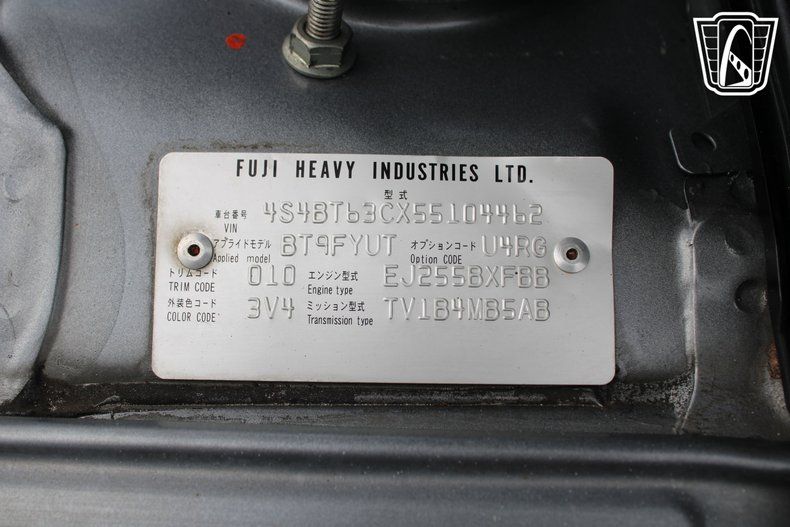 FUJI HEAVY INDUSTRIES LTD.
型式
車台番号 4S4BT63CX55104462
VIN
アプライドモデル BT9FYUT オプションコード U4RG
Applied model Option CODE
トリムコード 010 エンジン型式 EJ255BXFBB
TRIM CODE Engine type
外装色コード 3V4 ミッション型式 TV1B4MB5AB
COLOR CODE Transmission type